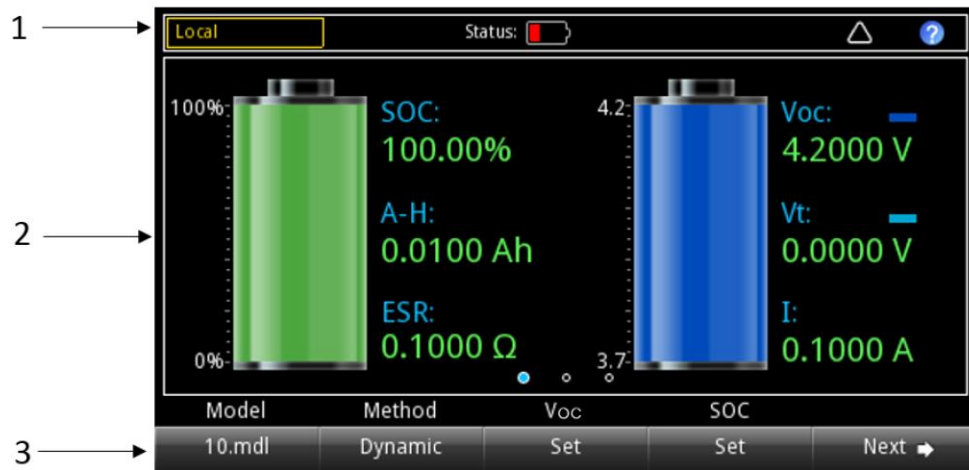 1
Local
Status:
?
2
100%
0%
SOC:
100.00%
A-H:
0.0100 Ah
ESR:
0.1000 Ω
4.2
3.7
Voc:
4.2000 V
Vt:
0.0000 V
I:
0.1000 A
3
Model Method Voc SOC
10.mdl Dynamic Set Set Next